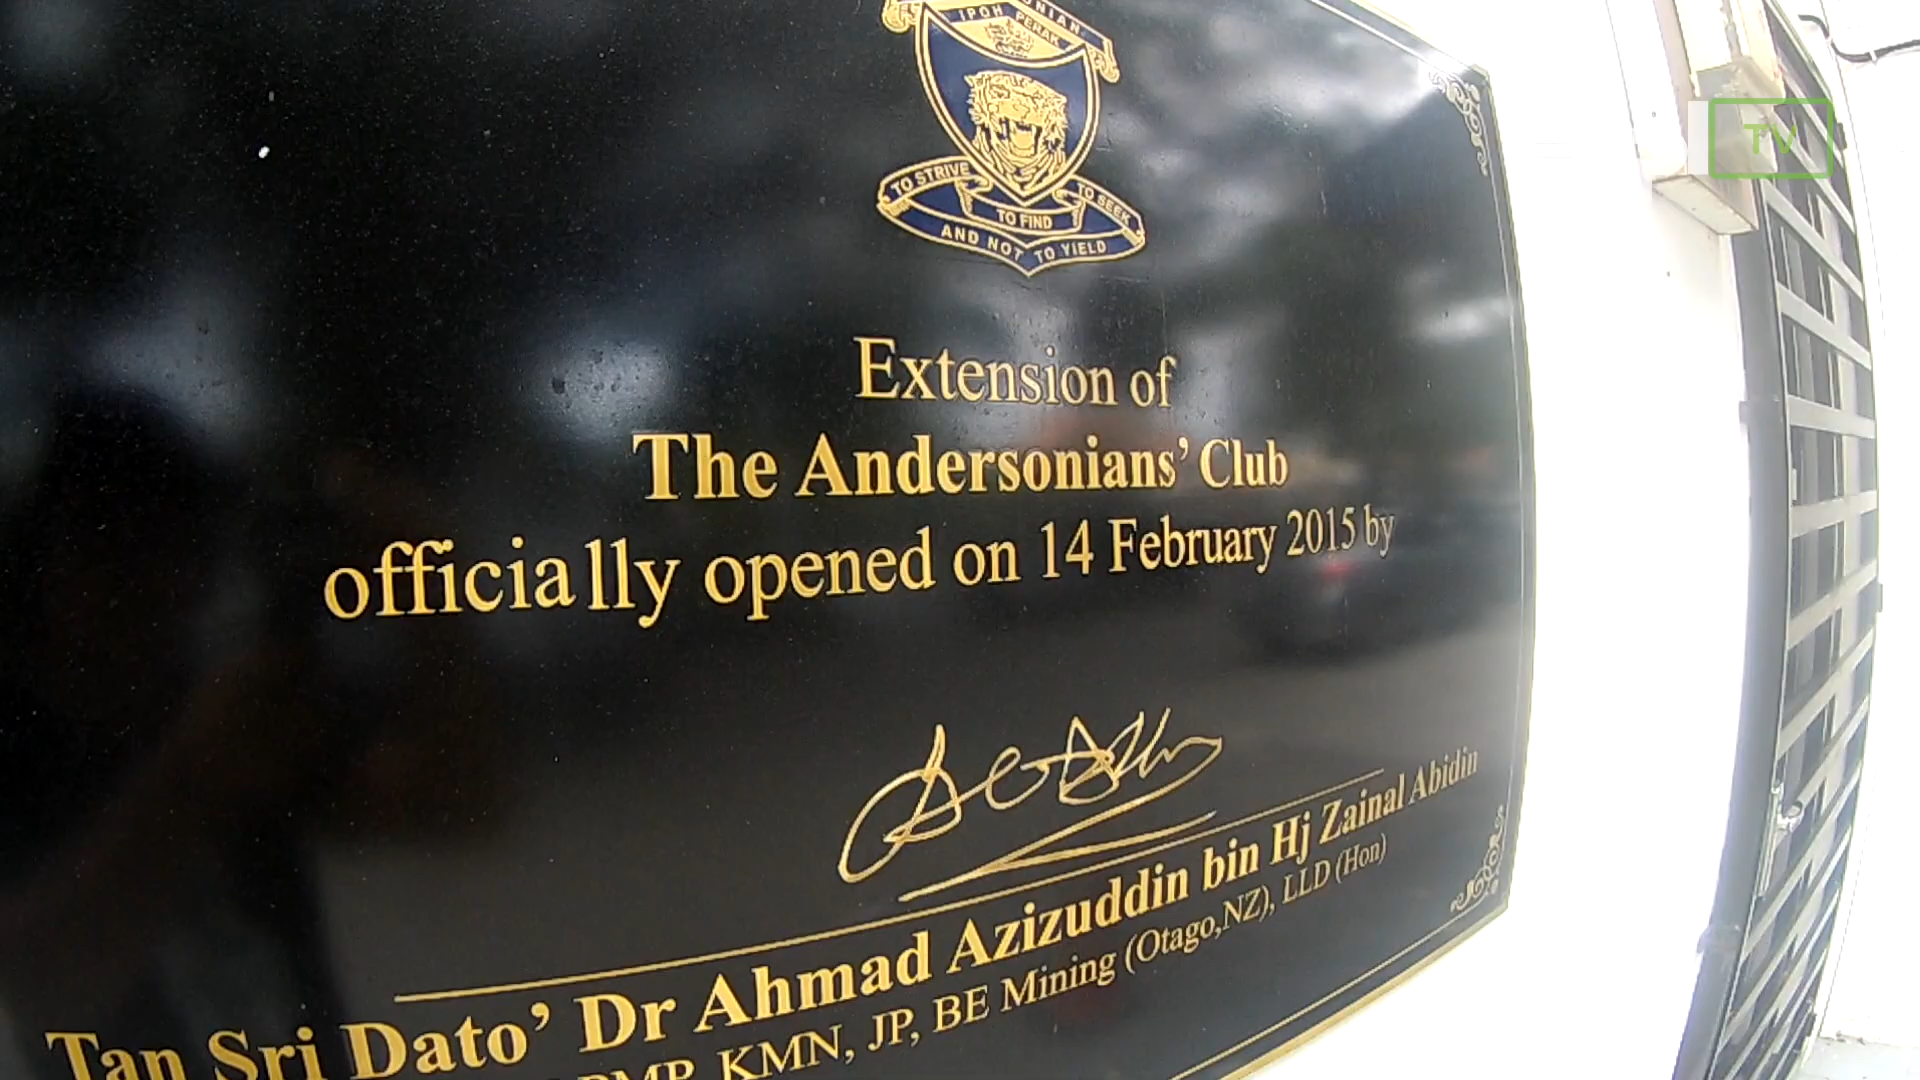 IPOH PERAK
TO STRIVE
TO SEEK
TO FIND
AND NOT TO YIELD
Extension of
The Andersonians’ Club
officially opened on 14 February 2015 by
Tan Sri Dato’ Dr Ahmad Azizuddin bin Hj Zainal Abidin
KMN, JP, BE Mining (Otago,NZ), LLD (Hon)
TV